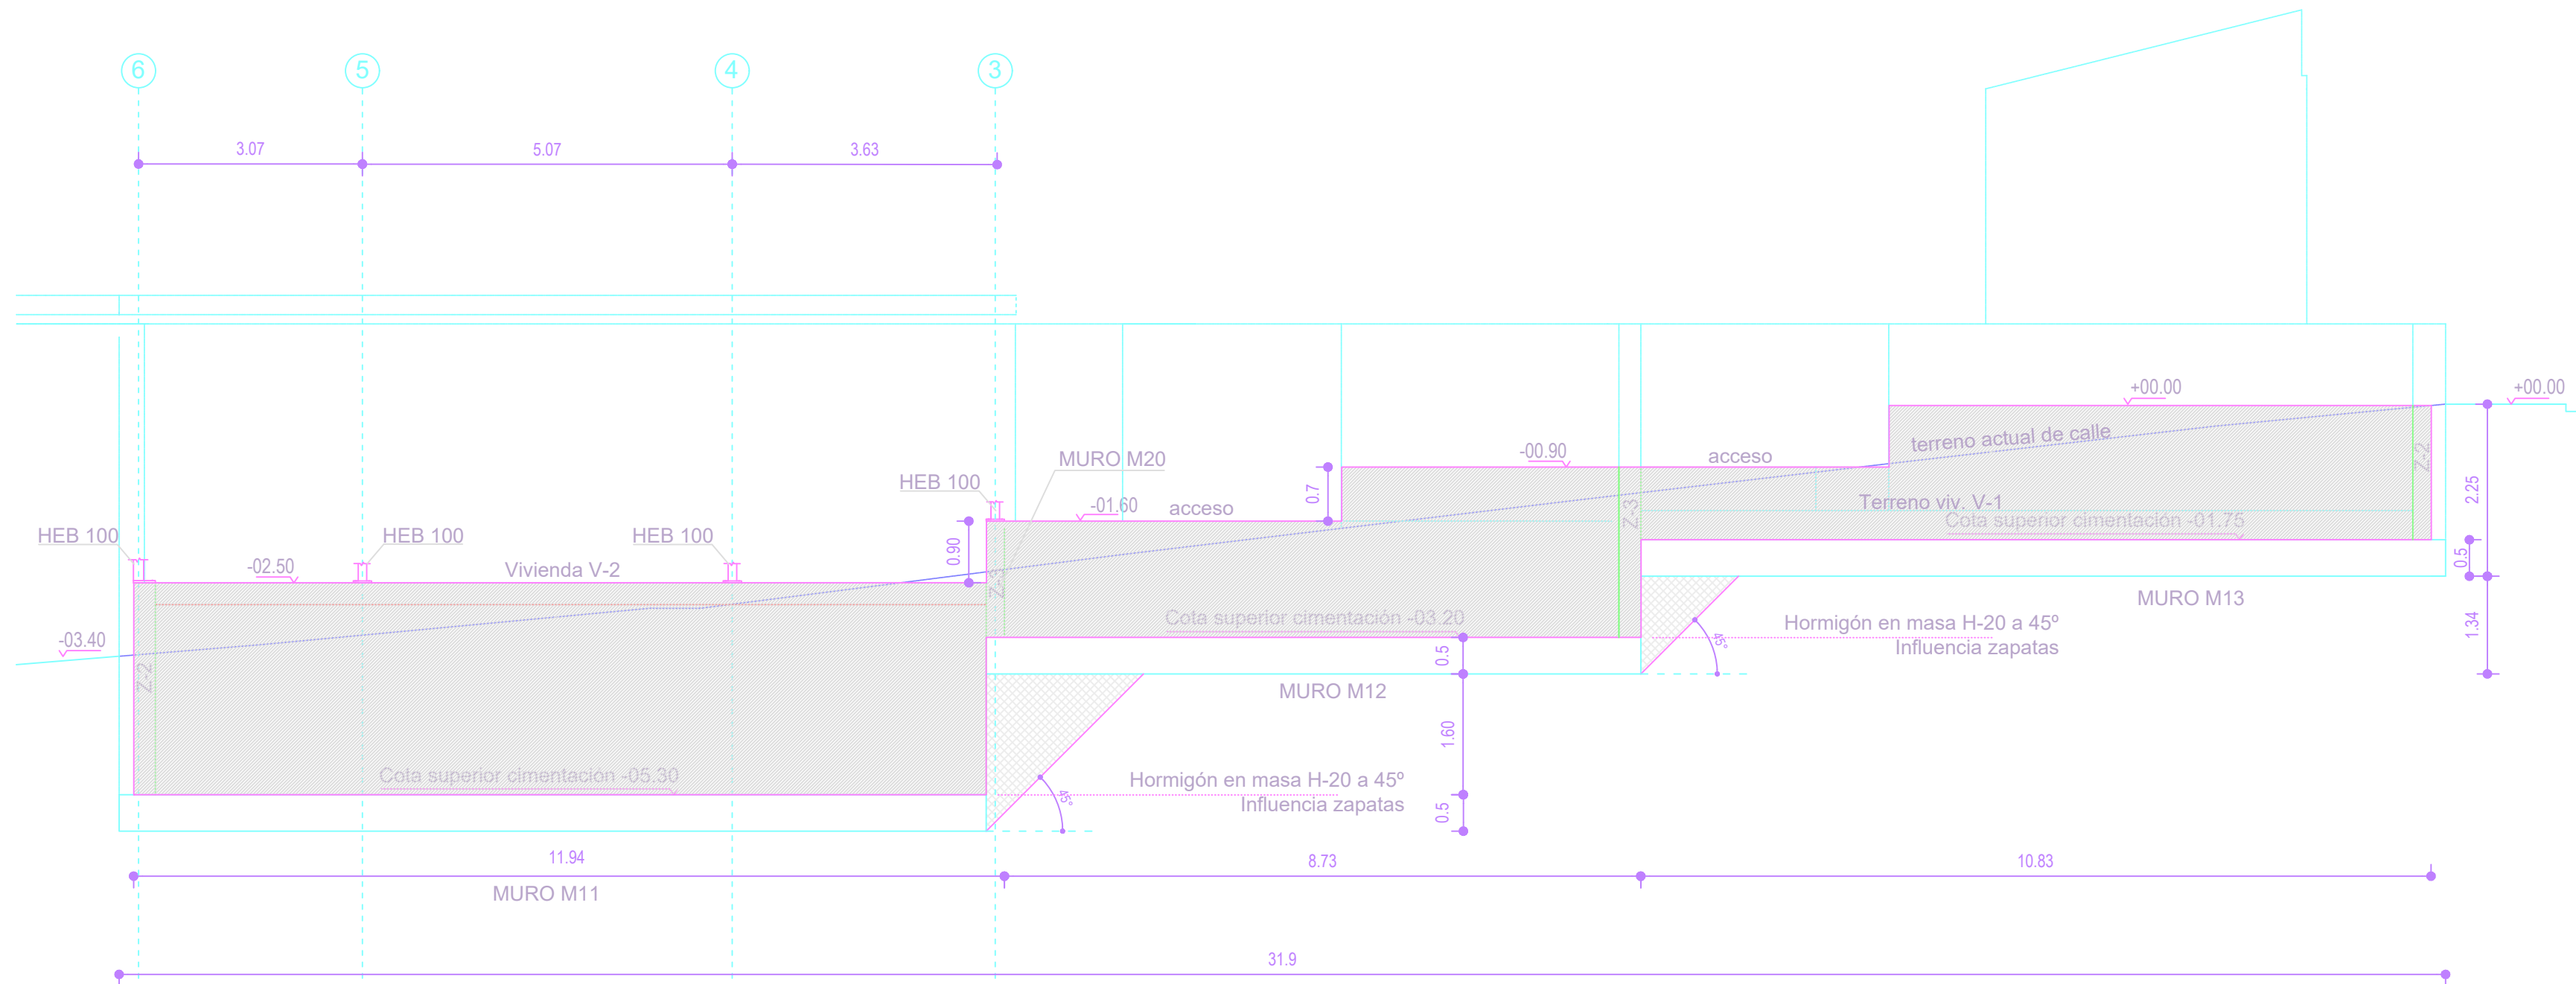 6
5
4
3
3.07
5.07
3.63
+00.00
+00.00
terreno actual de calle
-00.90
acceso
MURO M20
HEB 100
0.7
Z-2
2.25
Terreno viv. V-1
-01.60
acceso
Z-3
Cota superior cimentación -01.75
HEB 100
HEB 100
HEB 100
0.90
0.5
-02.50
Vivienda V-2
Z-3
MURO M13
Cota superior cimentación -03.20
Hormigón en masa H-20 a 45º
Influencia zapatas
45°
1.34
-03.40
0.5
Z-2
MURO M12
1.60
Cota superior cimentación -05.30
Hormigón en masa H-20 a 45º
Influencia zapatas
45°
0.5
11.94
8.73
10.83
MURO M11
31.9